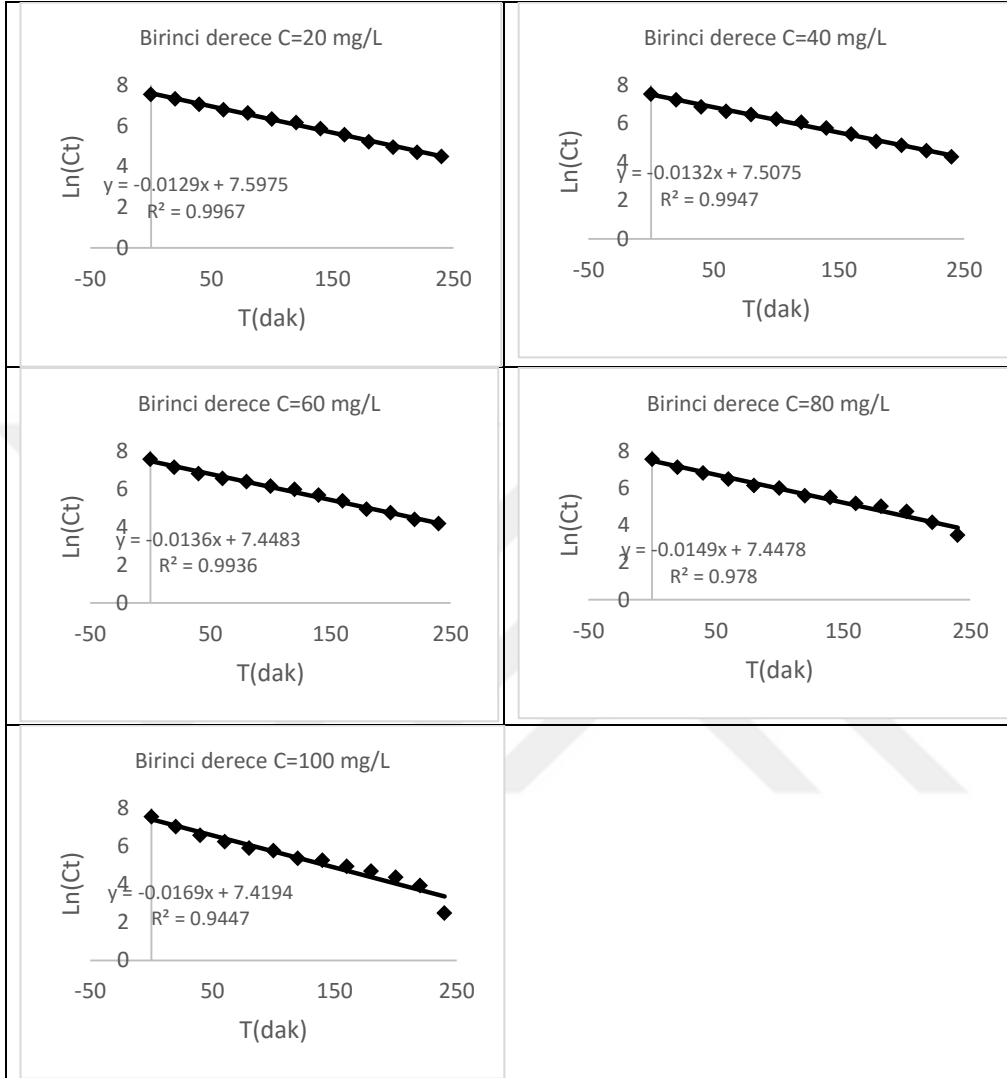 Birinci derece C=20 mg/L
8
6
4
2
0
Ln(Ct)
y = -0.0129x + 7.5975
R² = 0.9967
-50 50 150 250
T(dak)
Birinci derece C=40 mg/L
8
6
4
2
0
Ln(Ct)
y = -0.0132x + 7.5075
R² = 0.9947
-50 50 150 250
T(dak)
Birinci derece C=60 mg/L
8
6
4
2
0
Ln(Ct)
y = -0.0136x + 7.4483
R² = 0.9936
-50 50 150 250
T(dak)
Birinci derece C=80 mg/L
8
6
4
2
0
Ln(Ct)
y = -0.0149x + 7.4478
R² = 0.978
-50 50 150 250
T(dak)
Birinci derece C=100 mg/L
8
6
4
2
0
Ln(Ct)
y = -0.0169x + 7.4194
R² = 0.9447
-50 50 150 250
T(dak)